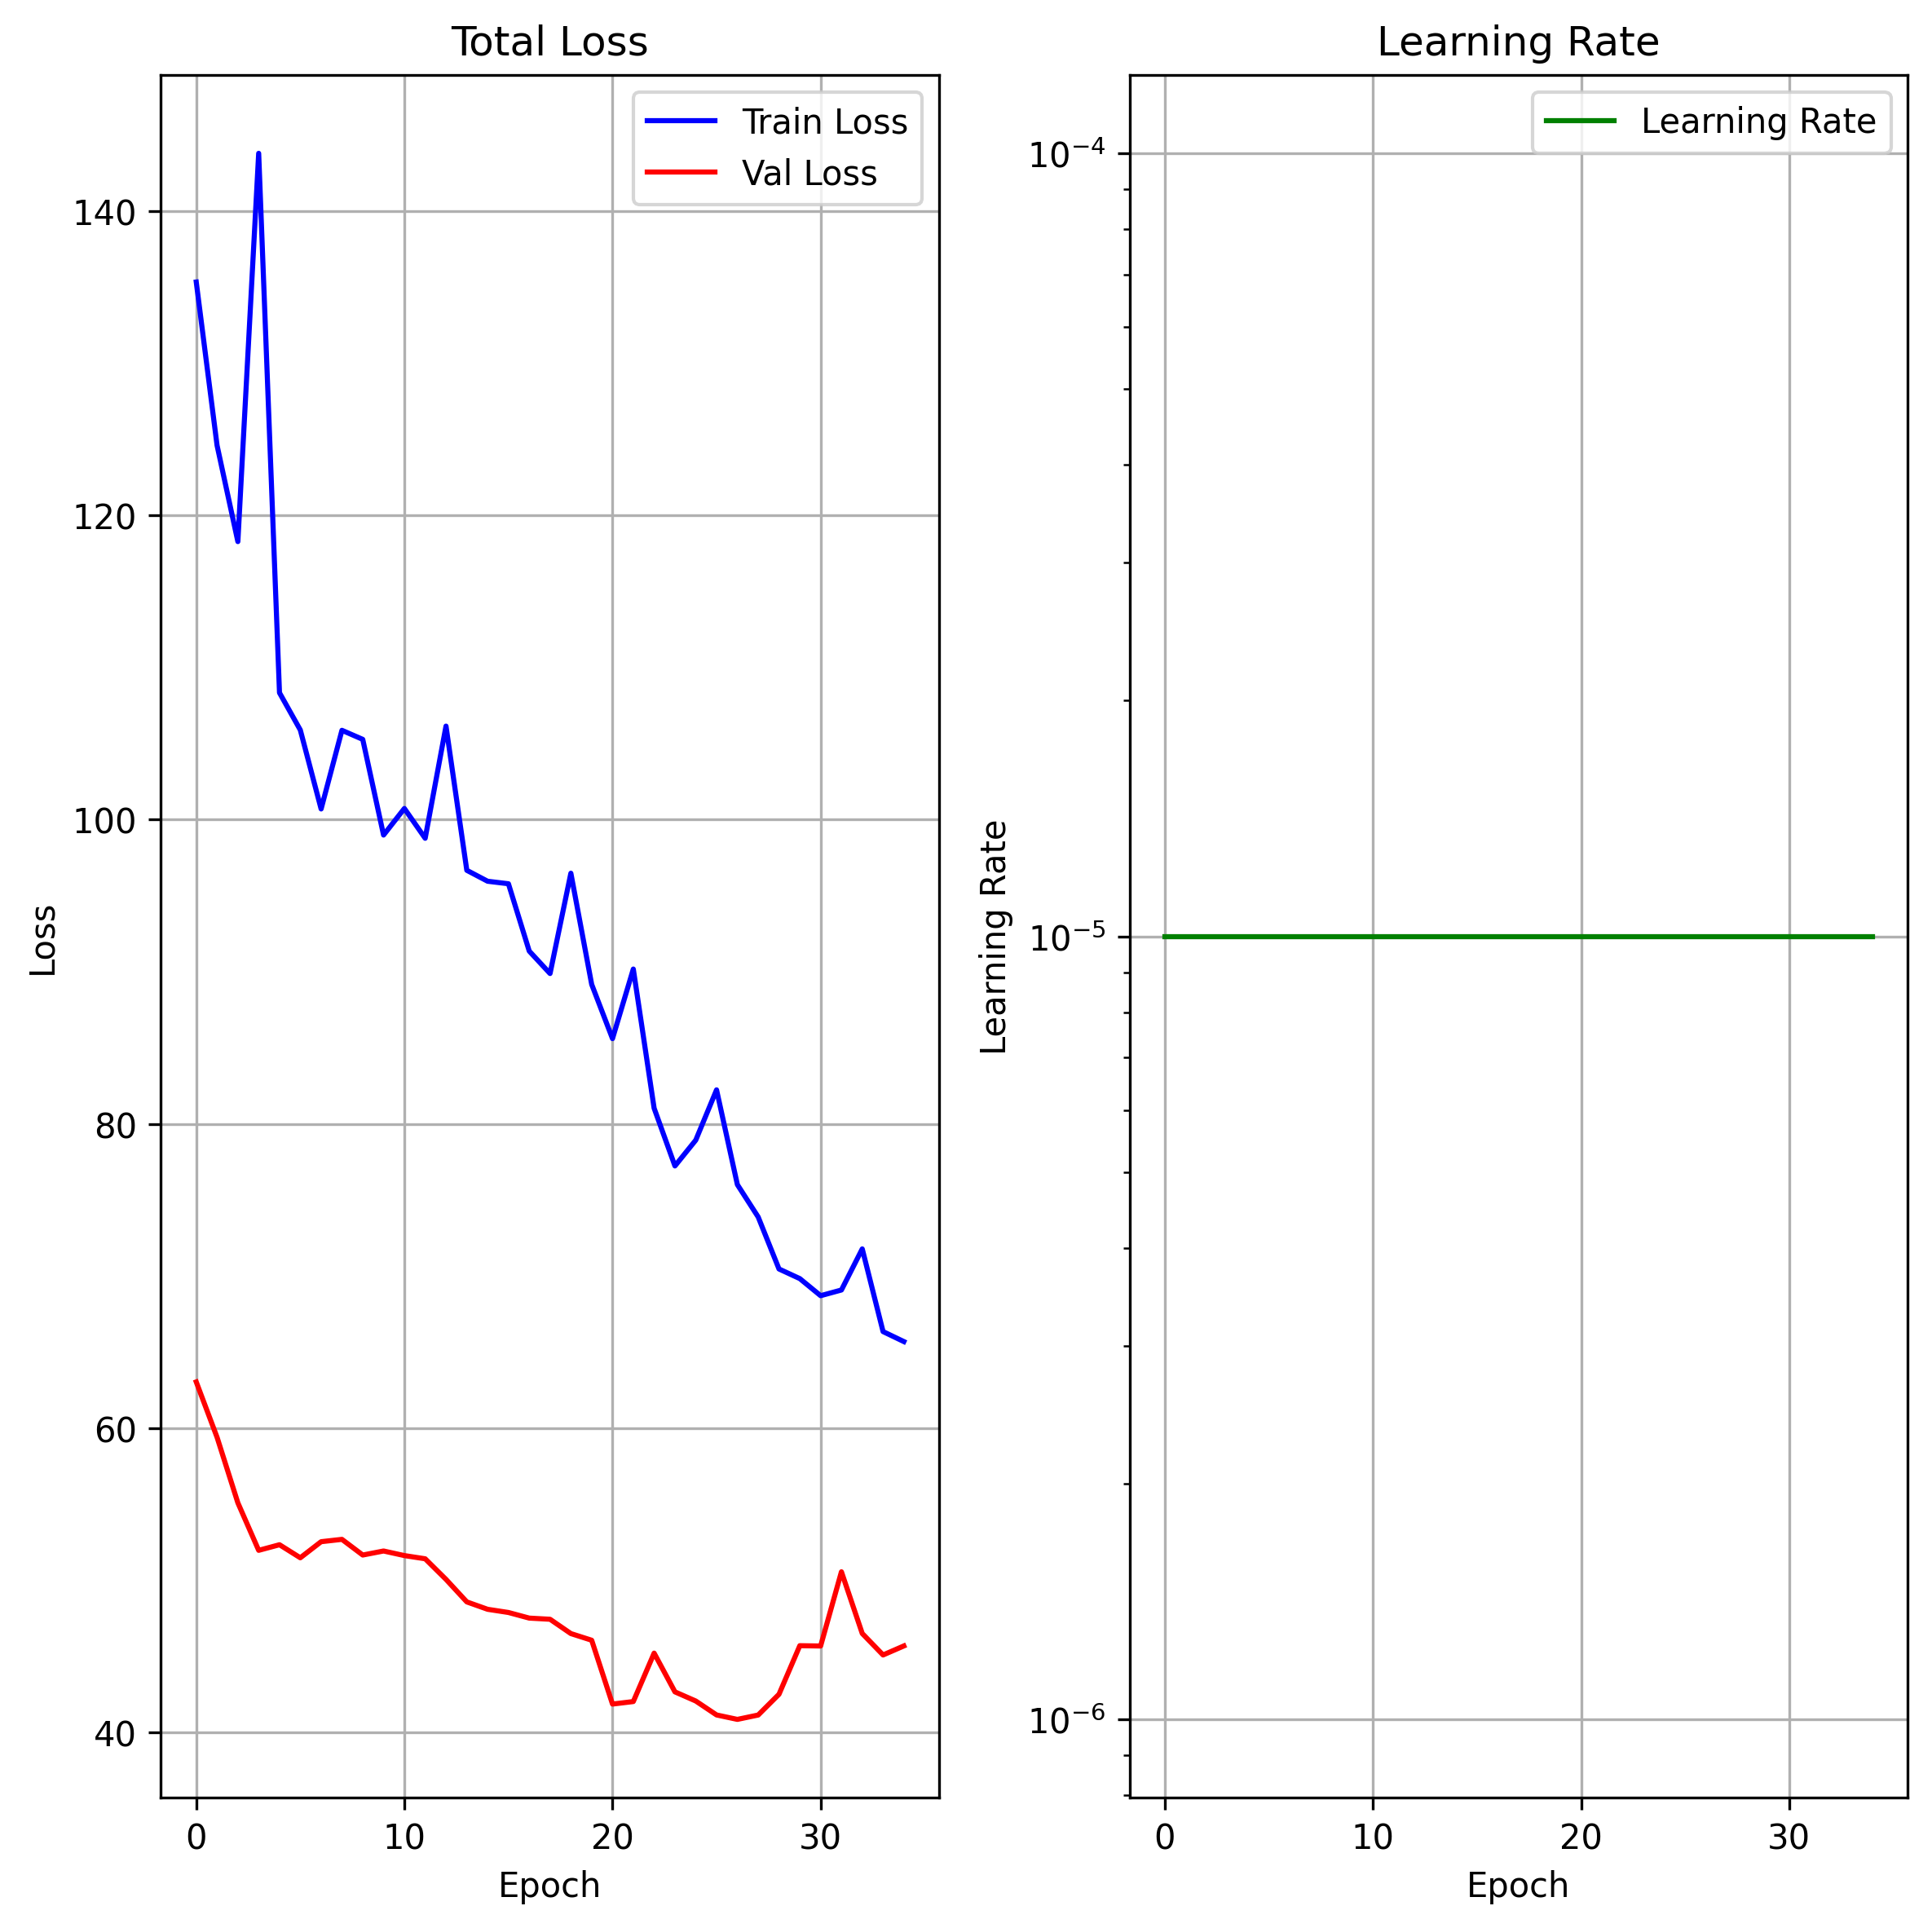 Total Loss
Train Loss
Val Loss
140
120
100
80
60
40
Loss
0 10 20 30
Epoch
Learning Rate
Learning Rate
10⁻⁴
10⁻⁵
10⁻⁶
Learning Rate
0 10 20 30
Epoch